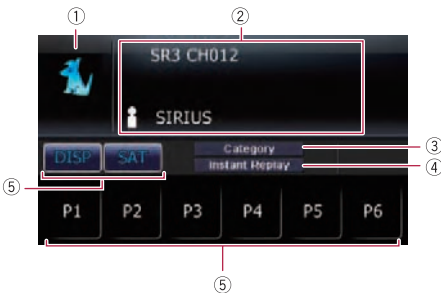 ① ②
SR3 CH012
SIRIUS
Category ③
DISP SAT
Instant Replay ④
⑤
P1 P2 P3 P4 P5 P6
⑤